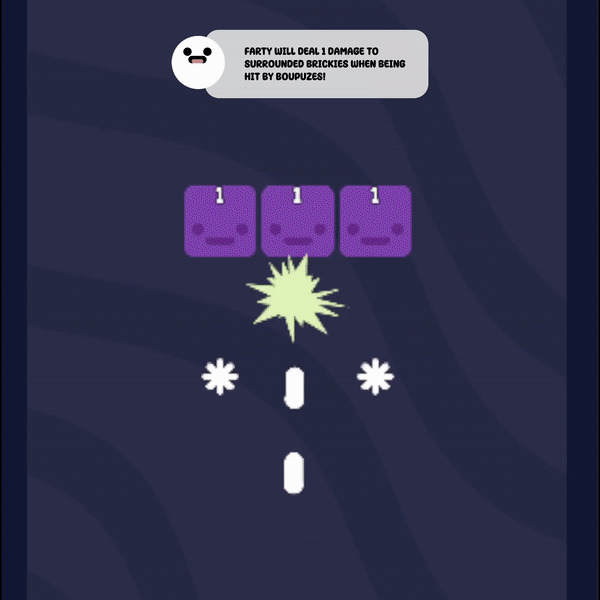 FARTY WILL DEAL 1 DAMAGE TO
SURROUNDED BRICKIES WHEN BEING
HIT BY BOUPUZES!
1 1 1